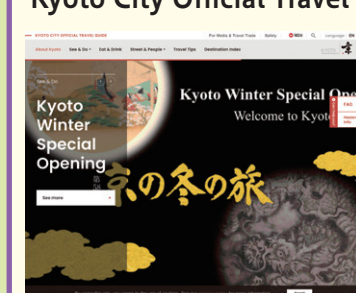 Kyoto City Official Travel
KYOTO CITY OFFICIAL TRAVEL GUIDE
For Media & Travel Trade
Safety
Language EN
About Kyoto
See & Do
Eat & Drink
Street & People
Travel Tips
Destination Index
See & Do
Kyoto
Winter
Special
Opening
See more
Kyoto Winter Special Ope
Welcome to Kyot
FAQ
京の冬の旅